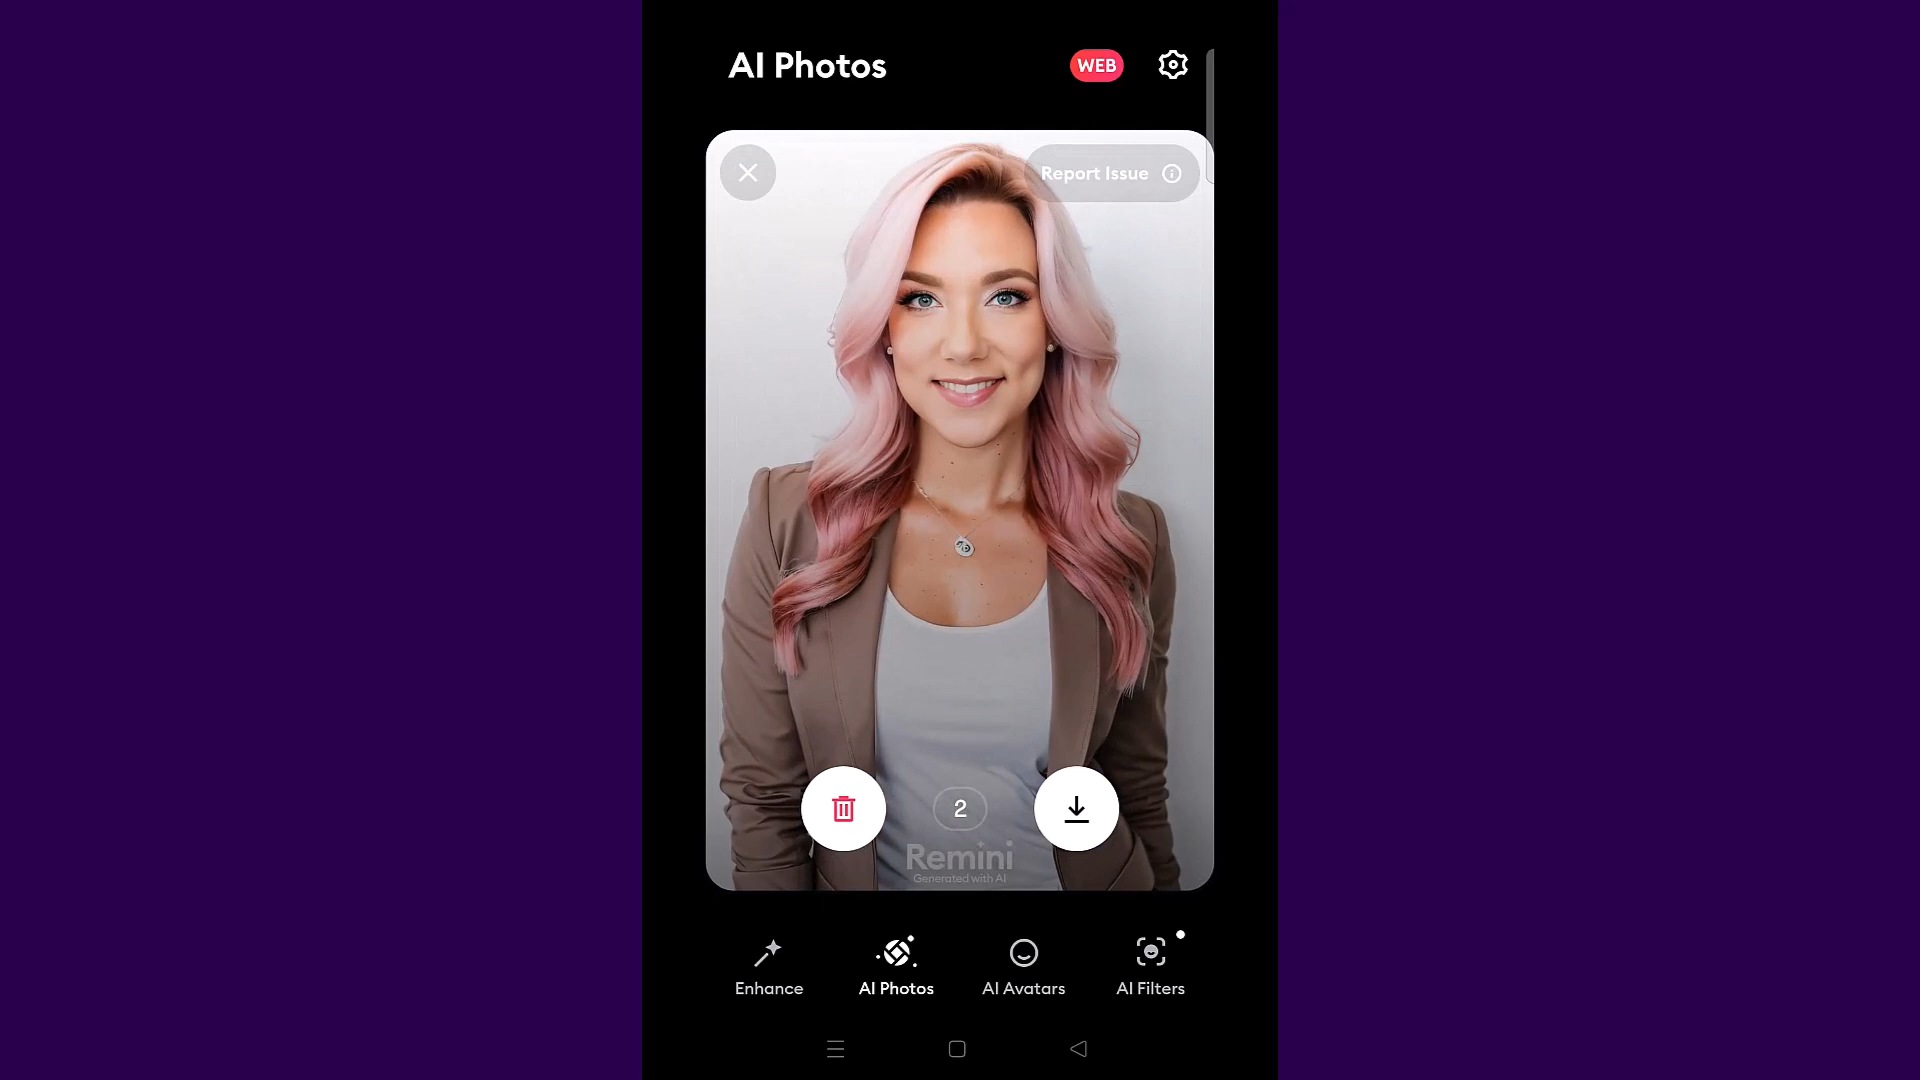 AI Photos
WEB
Report Issue
2
Remini
Generated with AI
Enhance
AI Photos
AI Avatars
AI Filters